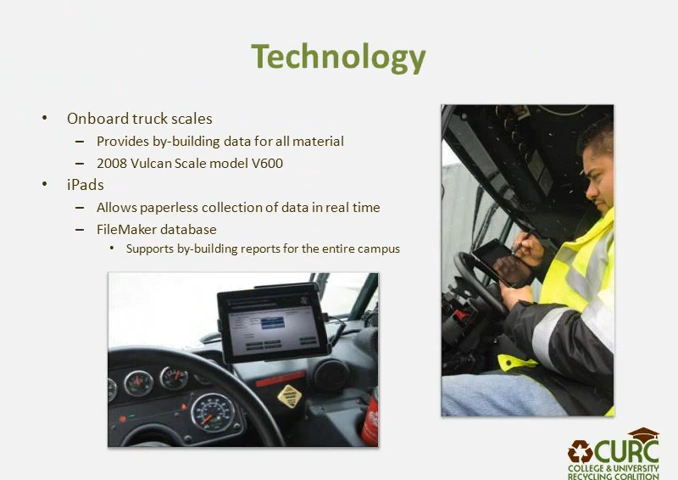 Technology
• Onboard truck scales
– Provides by-building data for all material
– 2008 Vulcan Scale model V600
• iPads
– Allows paperless collection of data in real time
– FileMaker database
• Supports by-building reports for the entire campus
CURC
COLLEGE & UNIVERSITY
RECYCLING COALITION